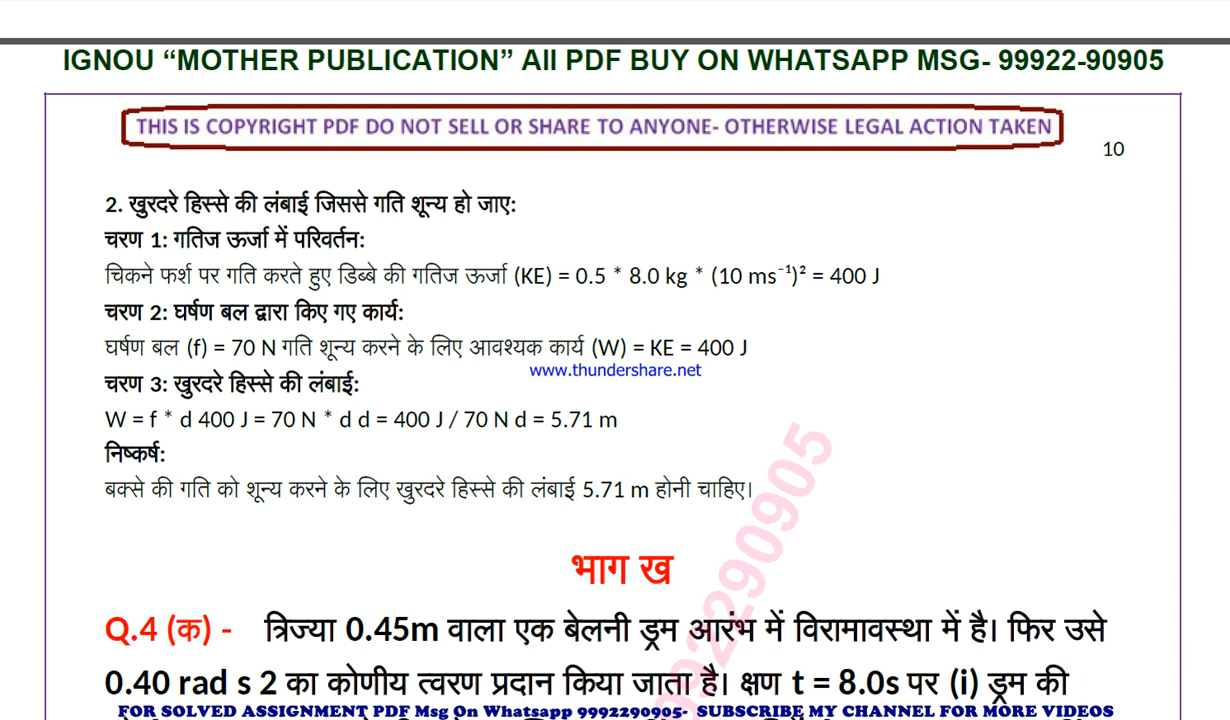 IGNOU “MOTHER PUBLICATION” All PDF BUY ON WHATSAPP MSG- 99922-90905
THIS IS COPYRIGHT PDF DO NOT SELL OR SHARE TO ANYONE- OTHERWISE LEGAL ACTION TAKEN
10
2. खुरदरे हिस्से की लंबाई जिससे गति शून्य हो जाए:
चरण 1: गतिज ऊर्जा में परिवर्तन:
चिकने फर्श पर गति करते हुए डिब्बे की गतिज ऊर्जा (KE) = 0.5 * 8.0 kg * (10 ms⁻¹)² = 400 J
चरण 2: घर्षण बल द्वारा किए गए कार्य:
घर्षण बल (f) = 70 N गति शून्य करने के लिए आवश्यक कार्य (W) = KE = 400 J
www.thundershare.net
चरण 3: खुरदरे हिस्से की लंबाई:
W = f * d 400 J = 70 N * d d = 400 J / 70 N d = 5.71 m
निष्कर्ष:
बक्से की गति को शून्य करने के लिए खुरदरे हिस्से की लंबाई 5.71 m होनी चाहिए।
भाग ख
Q.4 (क) - त्रिज्या 0.45m वाला एक बेलनी ड्रम आरंभ में विरामावस्था में है। फिर उसे
0.40 rad s 2 का कोणीय त्वरण प्रदान किया जाता है। क्षण t = 8.0s पर (i) ड्रम की
FOR SOLVED ASSIGNMENT PDF Msg On Whatsapp 9992290905- SUBSCRIBE MY CHANNEL FOR MORE VIDEOS